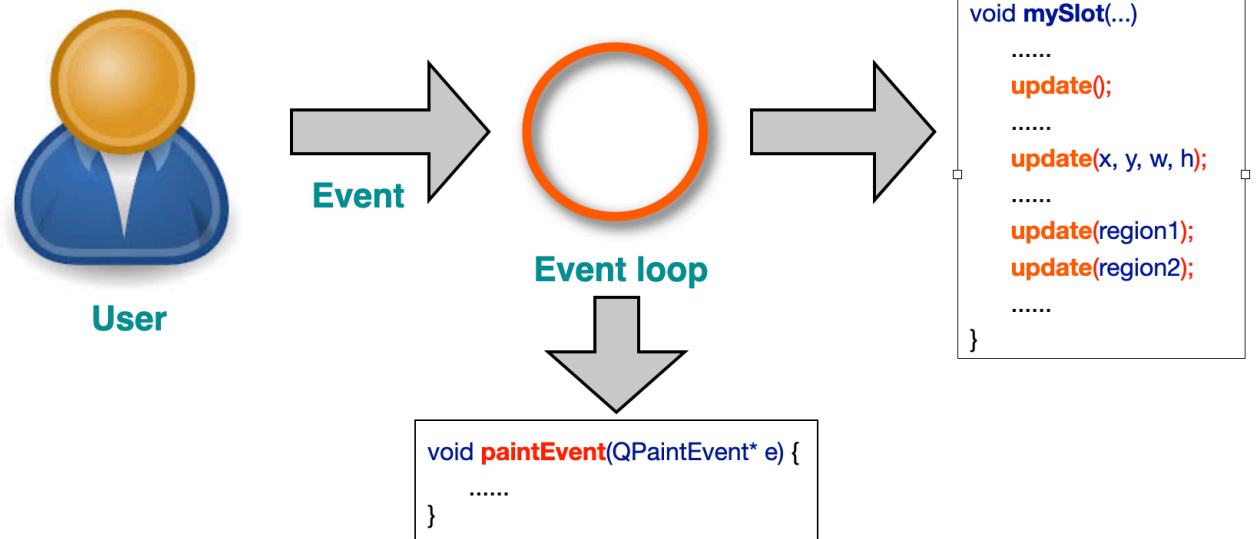 User
Event
Event loop
void mySlot(...)
......
update();
......
update(x, y, w, h);
......
update(region1);
update(region2);
......
}
void paintEvent(QPaintEvent* e) {
......
}